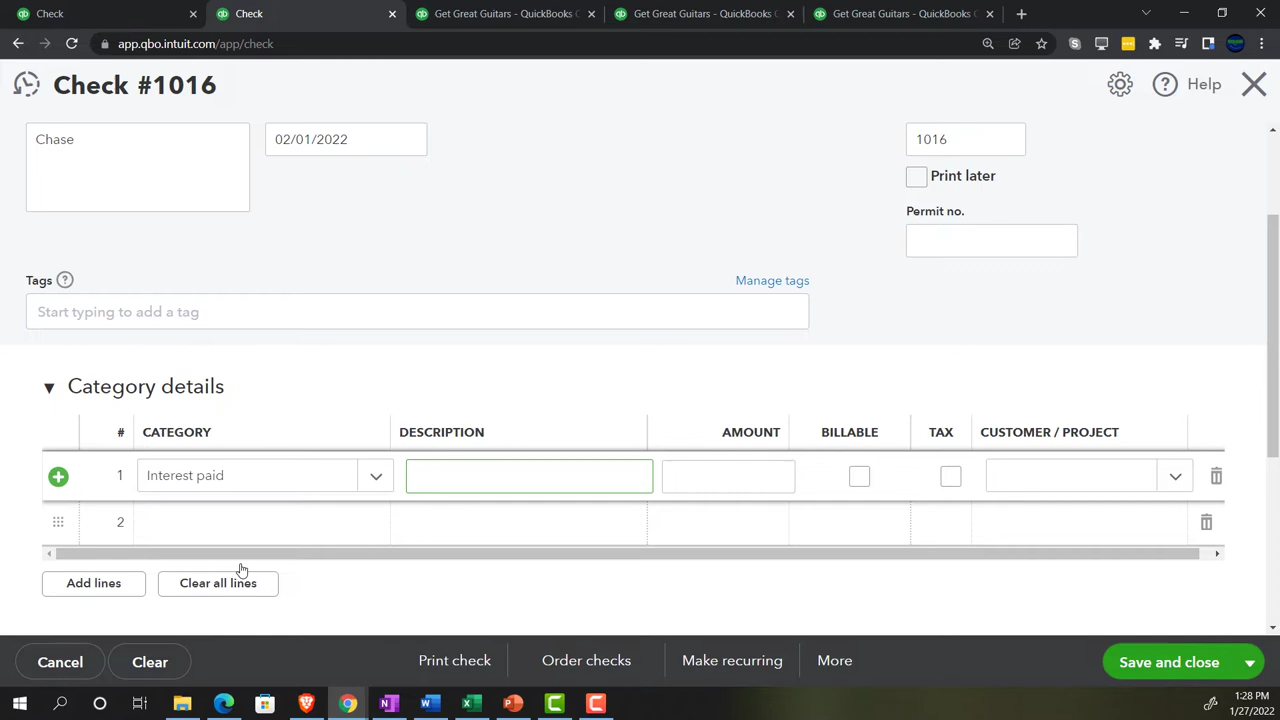 Check
Check
Get Great Guitars - QuickBooks
Get Great Guitars - QuickBooks
Get Great Guitars - QuickBooks
app.qbo.intuit.com/app/check
Check #1016
Help
Chase
02/01/2022
1016
Print later
Permit no.
Tags
Manage tags
Start typing to add a tag
Category details
# CATEGORY DESCRIPTION AMOUNT BILLABLE TAX CUSTOMER / PROJECT
1 Interest paid
2
Add lines Clear all lines
Cancel Clear Print check Order checks Make recurring More Save and close
1:28 PM
1/27/2022